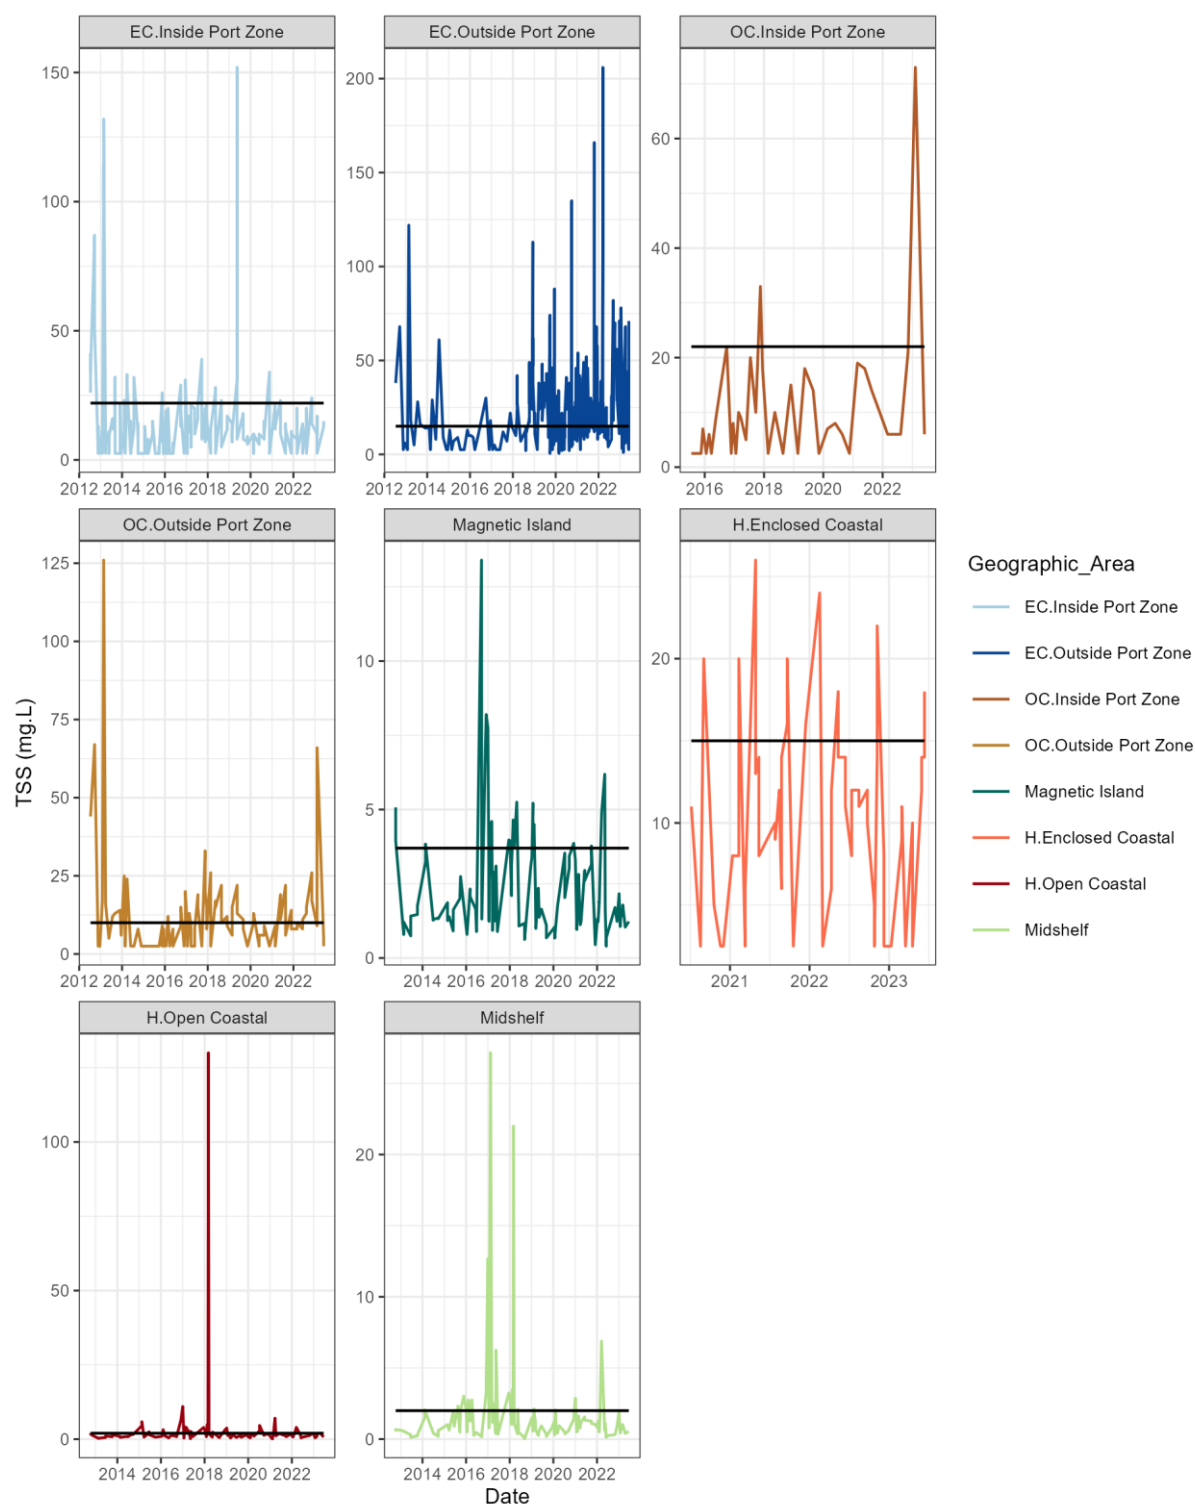 EC.Inside Port Zone
EC.Outside Port Zone
OC.Inside Port Zone
150
100
50
0
2012 2014 2016 2018 2020 2022
200
150
100
50
0
2012 2014 2016 2018 2020 2022
60
40
20
0
2016 2018 2020 2022
OC.Outside Port Zone
Magnetic Island
H.Enclosed Coastal
TSS (mg.L)
125
100
75
50
25
0
2012 2014 2016 2018 2020 2022
10
5
0
2014 2016 2018 2020 2022
20
10
2021 2022 2023
Geographic_Area
EC.Inside Port Zone
EC.Outside Port Zone
OC.Inside Port Zone
OC.Outside Port Zone
Magnetic Island
H.Enclosed Coastal
H.Open Coastal
Midshelf
H.Open Coastal
Midshelf
100
50
0
2014 2016 2018 2020 2022
20
10
0
2014 2016 2018 2020 2022
Date